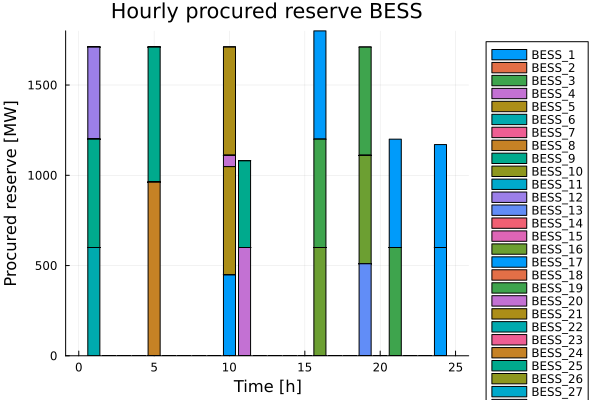 Hourly procured reserve BESS
Procured reserve [MW]
1500
1000
500
0
0 5 10 15 20 25
Time [h]
BESS_1
BESS_2
BESS_3
BESS_4
BESS_5
BESS_6
BESS_7
BESS_8
BESS_9
BESS_10
BESS_11
BESS_12
BESS_13
BESS_14
BESS_15
BESS_16
BESS_17
BESS_18
BESS_19
BESS_20
BESS_21
BESS_22
BESS_23
BESS_24
BESS_25
BESS_26
BESS_27